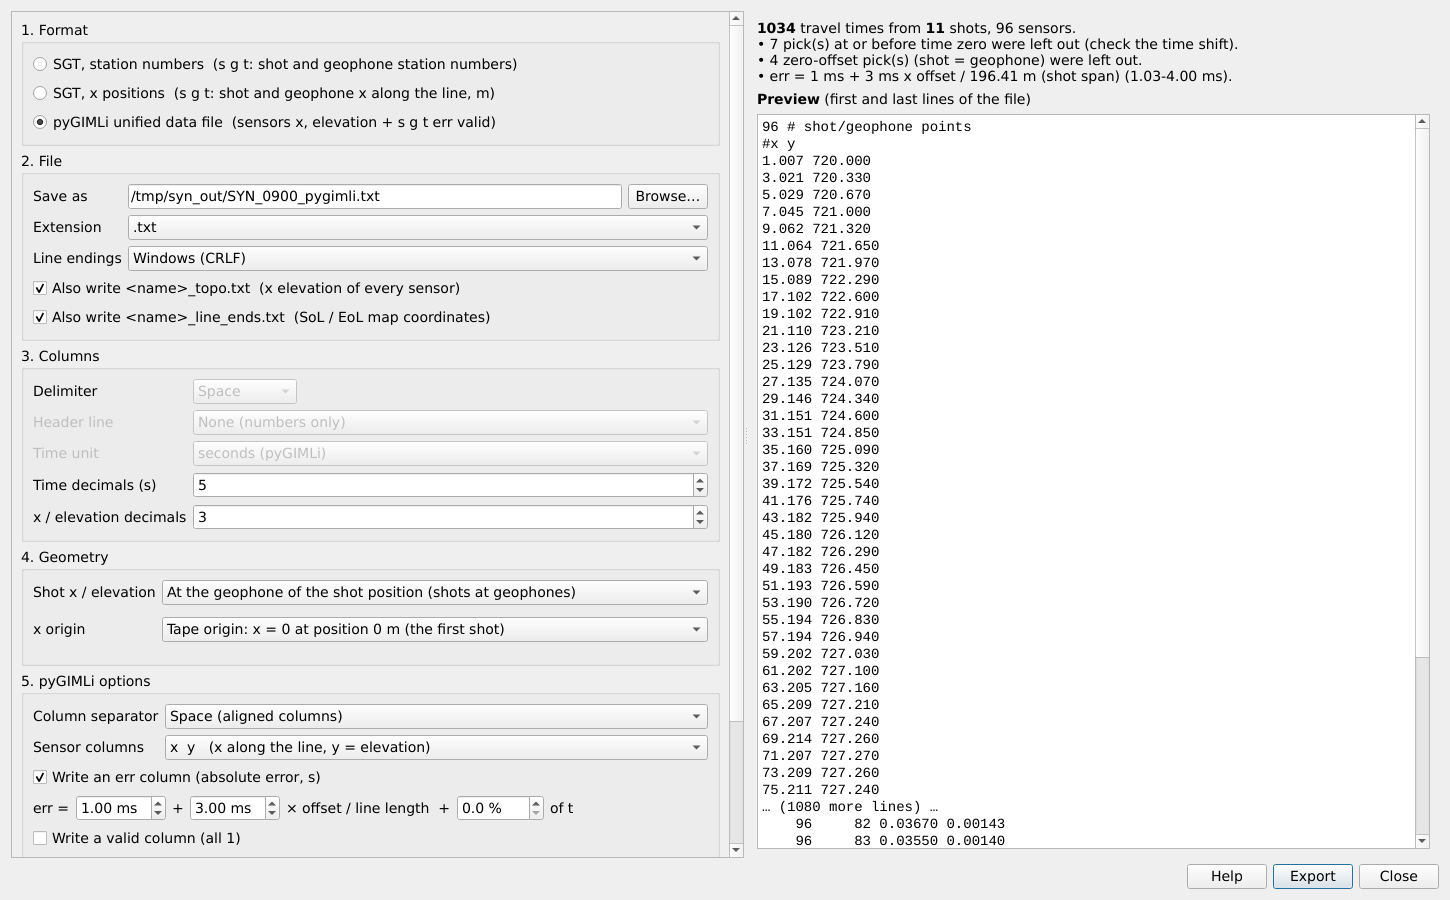 1. Format
SGT, station numbers  (s g t: shot and geophone station numbers)
SGT, x positions  (s g t: shot and geophone x along the line, m)
pyGIMLi unified data file  (sensors x, elevation + s g t err valid)
2. File
Save as /tmp/syn_out/SYN_0900_pygimli.txt Browse...
Extension .txt
Line endings Windows (CRLF)
Also write <name>_topo.txt  (x elevation of every sensor)
Also write <name>_line_ends.txt  (SoL / EoL map coordinates)
3. Columns
Delimiter Space
Header line None (numbers only)
Time unit seconds (pyGIMLi)
Time decimals (s) 5
x / elevation decimals 3
4. Geometry
Shot x / elevation At the geophone of the shot position (shots at geophones)
x origin Tape origin: x = 0 at position 0 m (the first shot)
5. pyGIMLi options
Column separator Space (aligned columns)
Sensor columns x  y   (x along the line, y = elevation)
Write an err column (absolute error, s)
err = 1.00 ms + 3.00 ms × offset / line length + 0.0 % of t
Write a valid column (all 1)
1034 travel times from 11 shots, 96 sensors.
• 7 pick(s) at or before time zero were left out (check the time shift).
• 4 zero-offset pick(s) (shot = geophone) were left out.
• err = 1 ms + 3 ms x offset / 196.41 m (shot span) (1.03-4.00 ms).
Preview (first and last lines of the file)
96 # shot/geophone points
#x y
1.007 720.000
3.021 720.330
5.029 720.670
7.045 721.000
9.062 721.320
11.064 721.650
13.078 721.970
15.089 722.290
17.102 722.600
19.102 722.910
21.110 723.210
23.126 723.510
25.129 723.790
27.135 724.070
29.146 724.340
31.151 724.600
33.151 724.850
35.160 725.090
37.169 725.320
39.172 725.540
41.176 725.740
43.182 725.940
45.180 726.120
47.182 726.290
49.183 726.450
51.193 726.590
53.190 726.720
55.194 726.830
57.194 726.940
59.202 727.030
61.202 727.100
63.205 727.160
65.209 727.210
67.207 727.240
69.214 727.260
71.207 727.270
73.209 727.260
75.211 727.240
… (1080 more lines) …
96     82 0.03670 0.00143
96     83 0.03550 0.00140
Help Export Close